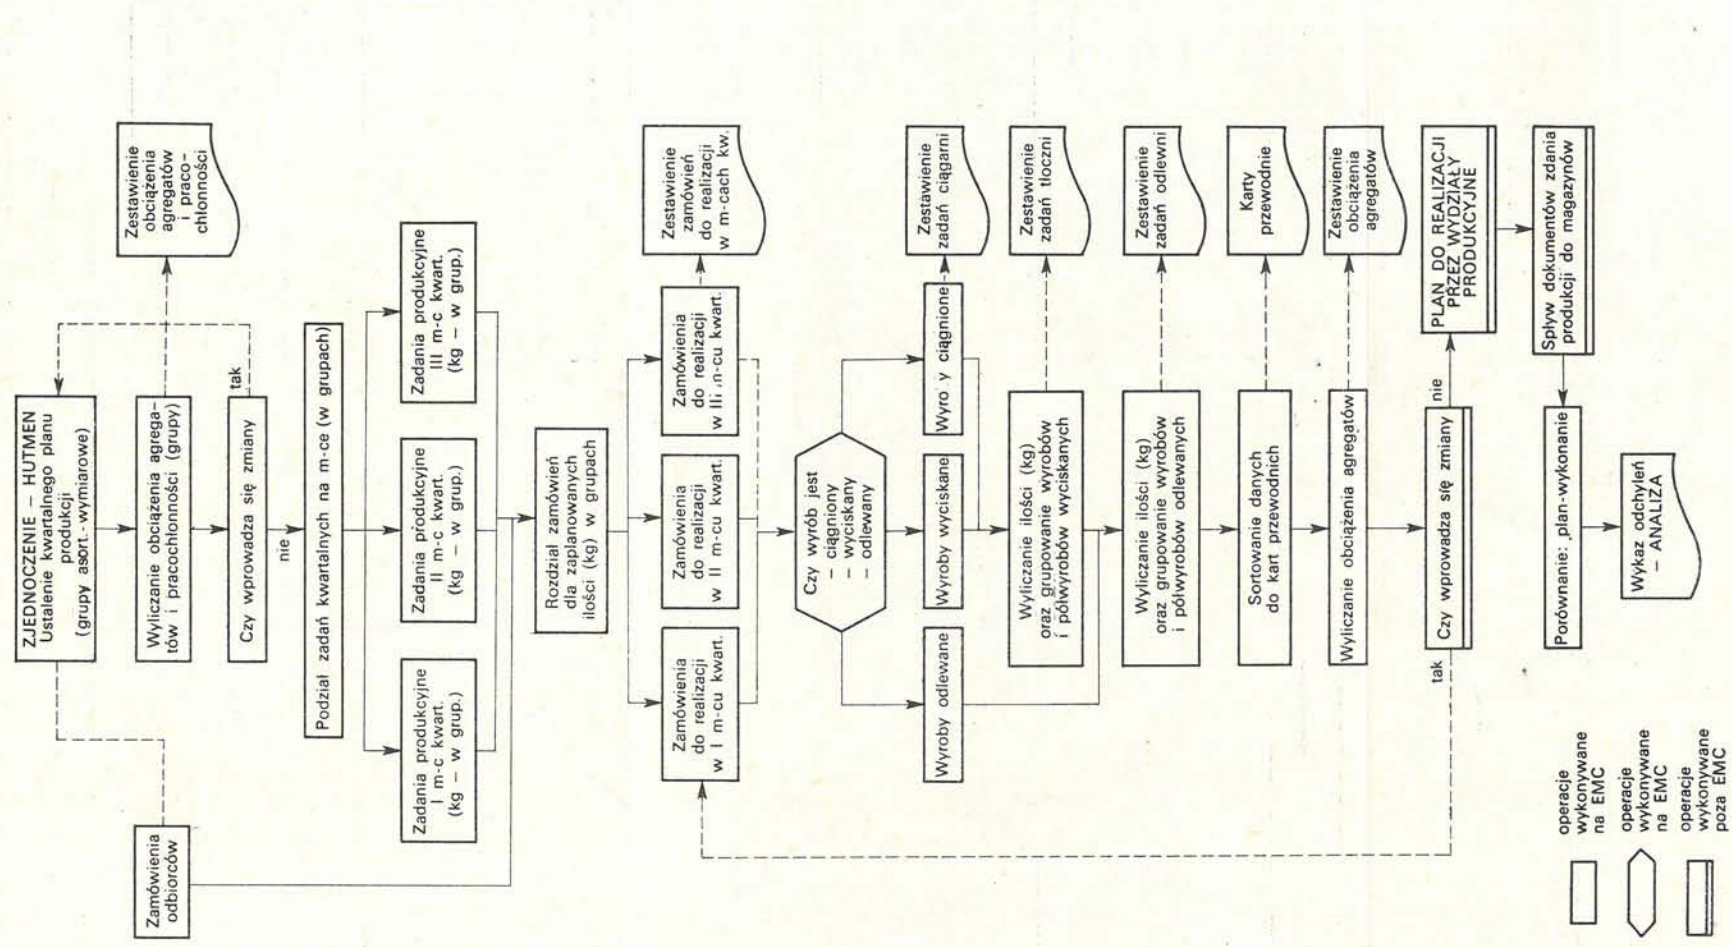 ZJEDNOCZENIE – HUTMEN
Ustalenie kwartalnego planu
produkcji
(grupy asort.-wymiarowe)
Zamówienia
odbiorców
Wyliczanie obciążenia agrega–
tów i pracochłonności (grupy)
Zestawienie
obciążenia
agregatów
i praco–
chłonności
Czy wprowadza się zmiany
tak
nie
Podział zadań kwartalnych na m-ce (w grupach)
Zadania produkcyjne
I m-c kwart.
(kg – w grup.)
Zadania produkcyjne
II m-c kwart.
(kg – w grup.)
Zadania produkcyjne
III m-c kwart.
(kg – w grup.)
Rozdział zamówień
dla zaplanowanych
ilości (kg) w grupach
Zamówienia
do realizacji
w I m-cu kwart.
Zamówienia
do realizacji
w II m-cu kwart.
Zamówienia
do realizacji
w kwart.
Zestawienie
zamówień
do realizacji
w m-cach kw.
Czy wyrób jest
– ciągniony
– wyciskany
– odlewany
Wyroby odlewane
Wyroby wyciskane
Wyro y ciągnione
Zestawienie
zadań ciągarni
Wyliczanie ilości (kg)
oraz grupowanie wyrobów
i półwyrobów wyciskanych
Zestawienie
zadań tłoczni
Wyliczanie ilości (kg)
oraz grupowanie wyrobów
i półwyrobów odlewanych
Zestawienie
zadań odlewni
Sortowanie danych
do kart przewodnich
Karty
przewodnie
Wyliczanie obciążenia agregatów
Zestawienie
obciążenia
agregatów
Czy wprowadza się zmiany
tak
nie
PLAN DO REALIZACJI
PRZEZ WYDZIAŁY
PRODUKCYJNE
Spływ dokumentów zdania
produkcji do magazynów
Porównanie: plan-wykonanie
Wykaz odchyleń
– ANALIZA
operacje
wykonywane
na EMC
operacje
wykonywane
na EMC
operacje
wykonywane
poza EMC